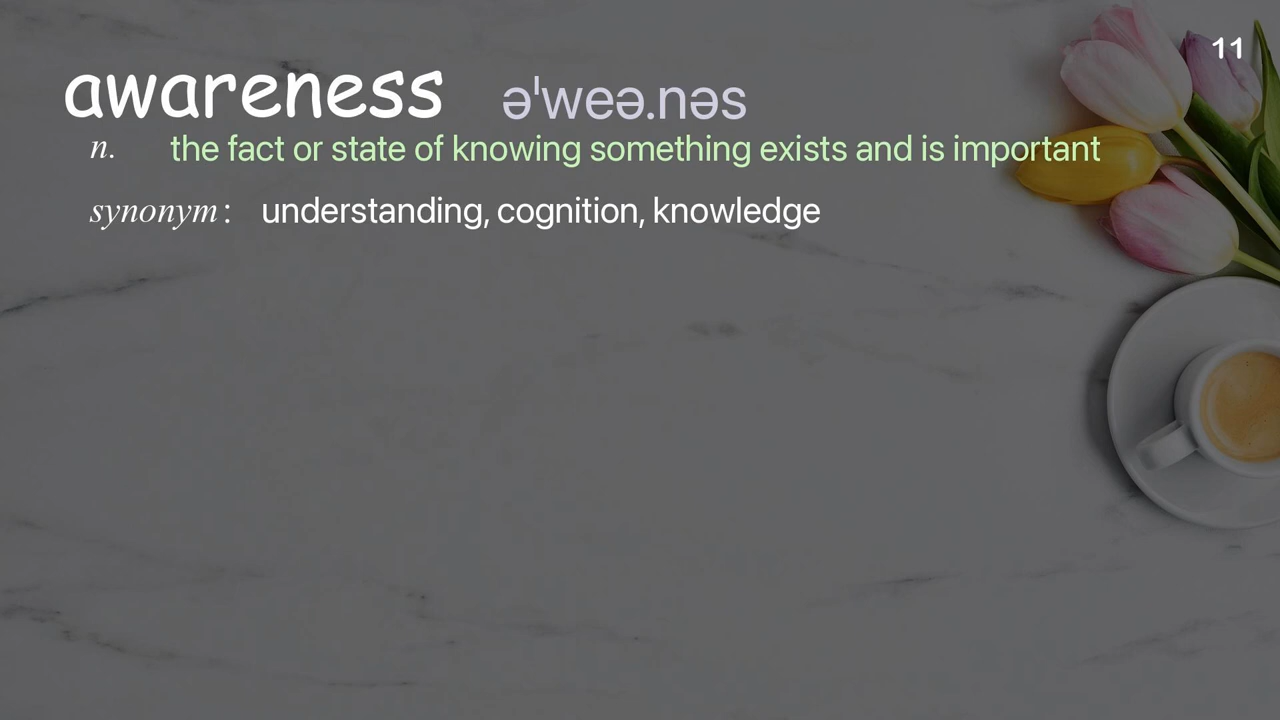 11
awareness əˈweə.nəs
n. the fact or state of knowing something exists and is important
synonym: understanding, cognition, knowledge